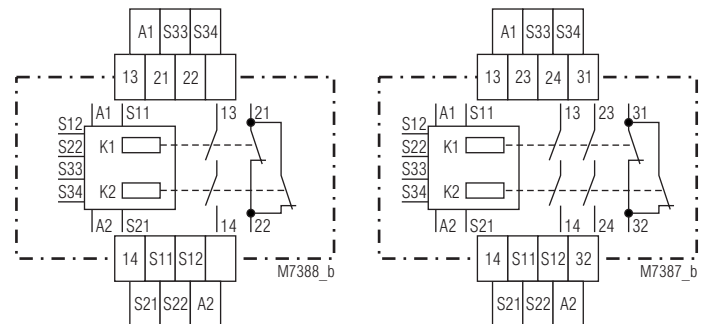 A1 S33 S34
13 21 22
A1 S11 13 21
S12
S22
S33
S34
K1
K2
A2 S21 14 22
14 S11 S12
M7388_b
S21 S22 A2
A1 S33 S34
13 23 24 31
A1 S11 13 23 31
S12
S22
S33
S34
K1
K2
A2 S21 14 24 32
14 S11 S12 32
M7387_b
S21 S22 A2